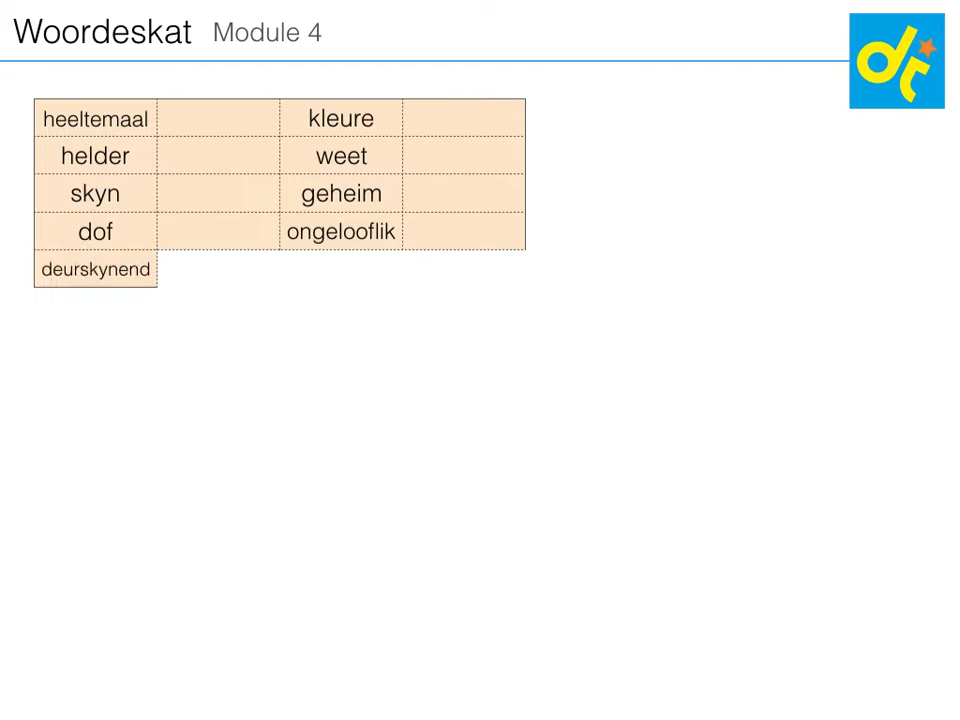 Woordeskat Module 4
heeltemaal kleure
helder weet
skyn geheim
dof ongelooflik
deurskynend